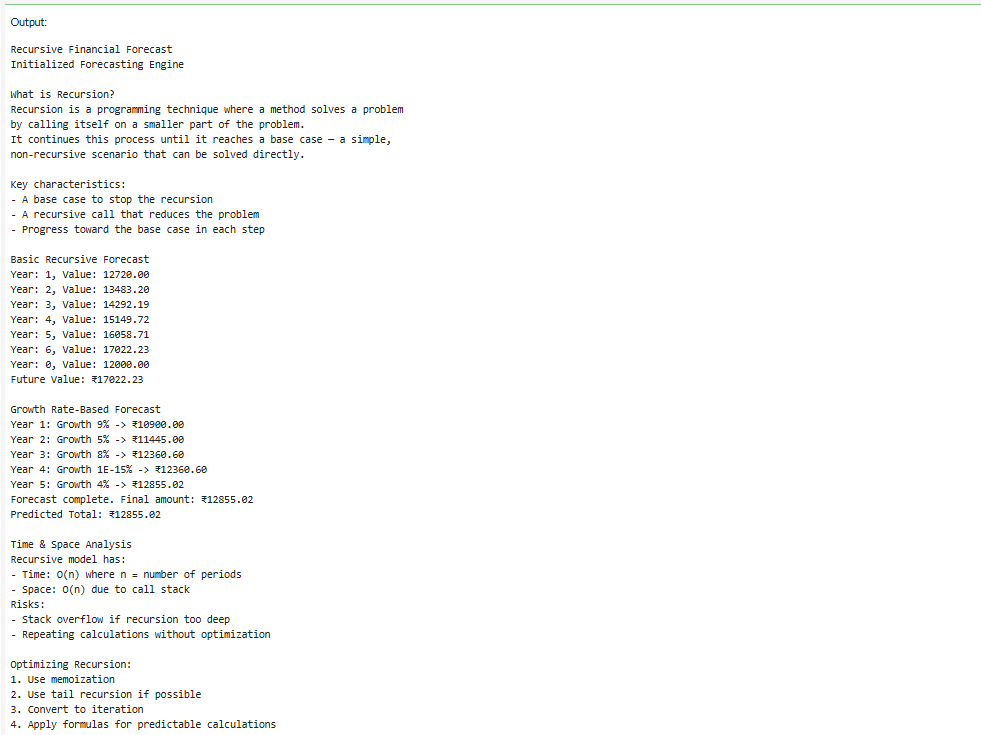 Output:
Recursive Financial Forecast
Initialized Forecasting Engine
What is Recursion?
Recursion is a programming technique where a method solves a problem
by calling itself on a smaller part of the problem.
It continues this process until it reaches a base case — a simple,
non-recursive scenario that can be solved directly.
Key characteristics:
- A base case to stop the recursion
- A recursive call that reduces the problem
- Progress toward the base case in each step
Basic Recursive Forecast
Year: 1, Value: 12720.00
Year: 2, Value: 13483.20
Year: 3, Value: 14292.19
Year: 4, Value: 15149.72
Year: 5, Value: 16058.71
Year: 6, Value: 17022.23
Year: 0, Value: 12000.00
Future Value: ₹17022.23
Growth Rate-Based Forecast
Year 1: Growth 9% -> ₹10900.00
Year 2: Growth 5% -> ₹11445.00
Year 3: Growth 8% -> ₹12360.60
Year 4: Growth 1E-15% -> ₹12360.60
Year 5: Growth 4% -> ₹12855.02
Forecast complete. Final amount: ₹12855.02
Predicted Total: ₹12855.02
Time & Space Analysis
Recursive model has:
- Time: O(n) where n = number of periods
- Space: O(n) due to call stack
Risks:
- Stack overflow if recursion too deep
- Repeating calculations without optimization
Optimizing Recursion:
1. Use memoization
2. Use tail recursion if possible
3. Convert to iteration
4. Apply formulas for predictable calculations